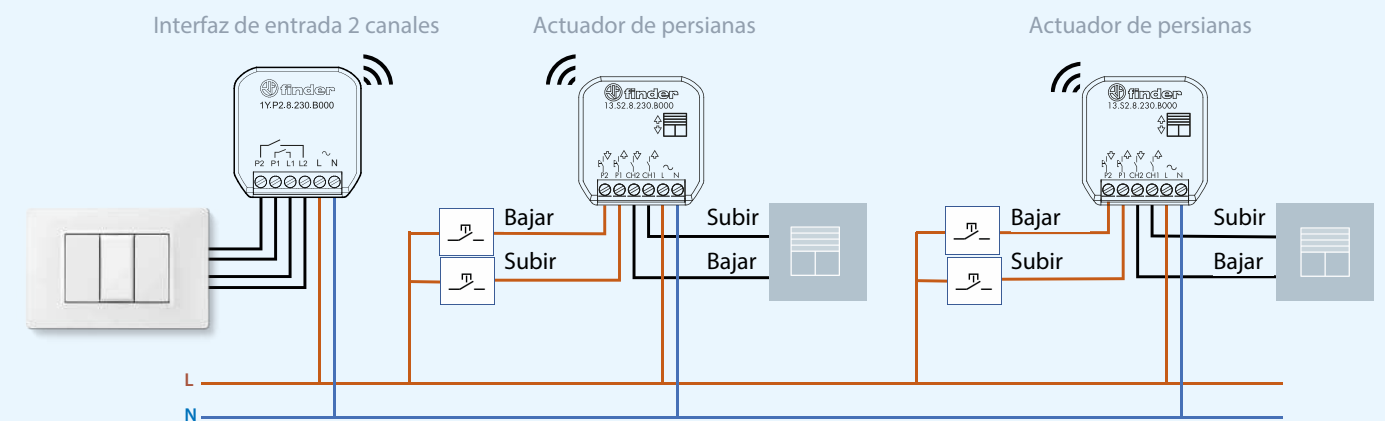 Interfaz de entrada 2 canales
Actuador de persianas
Actuador de persianas
finder
1Y.P2.8.230.B000
P2 P1 L1 L2 L N
finder
13.S2.8.230.B000
P2 P1 CH2 CH1 L N
finder
13.S2.8.230.B000
P2 P1 CH2 CH1 L N
Bajar
Subir
Subir
Bajar
Bajar
Subir
Subir
Bajar
L
N